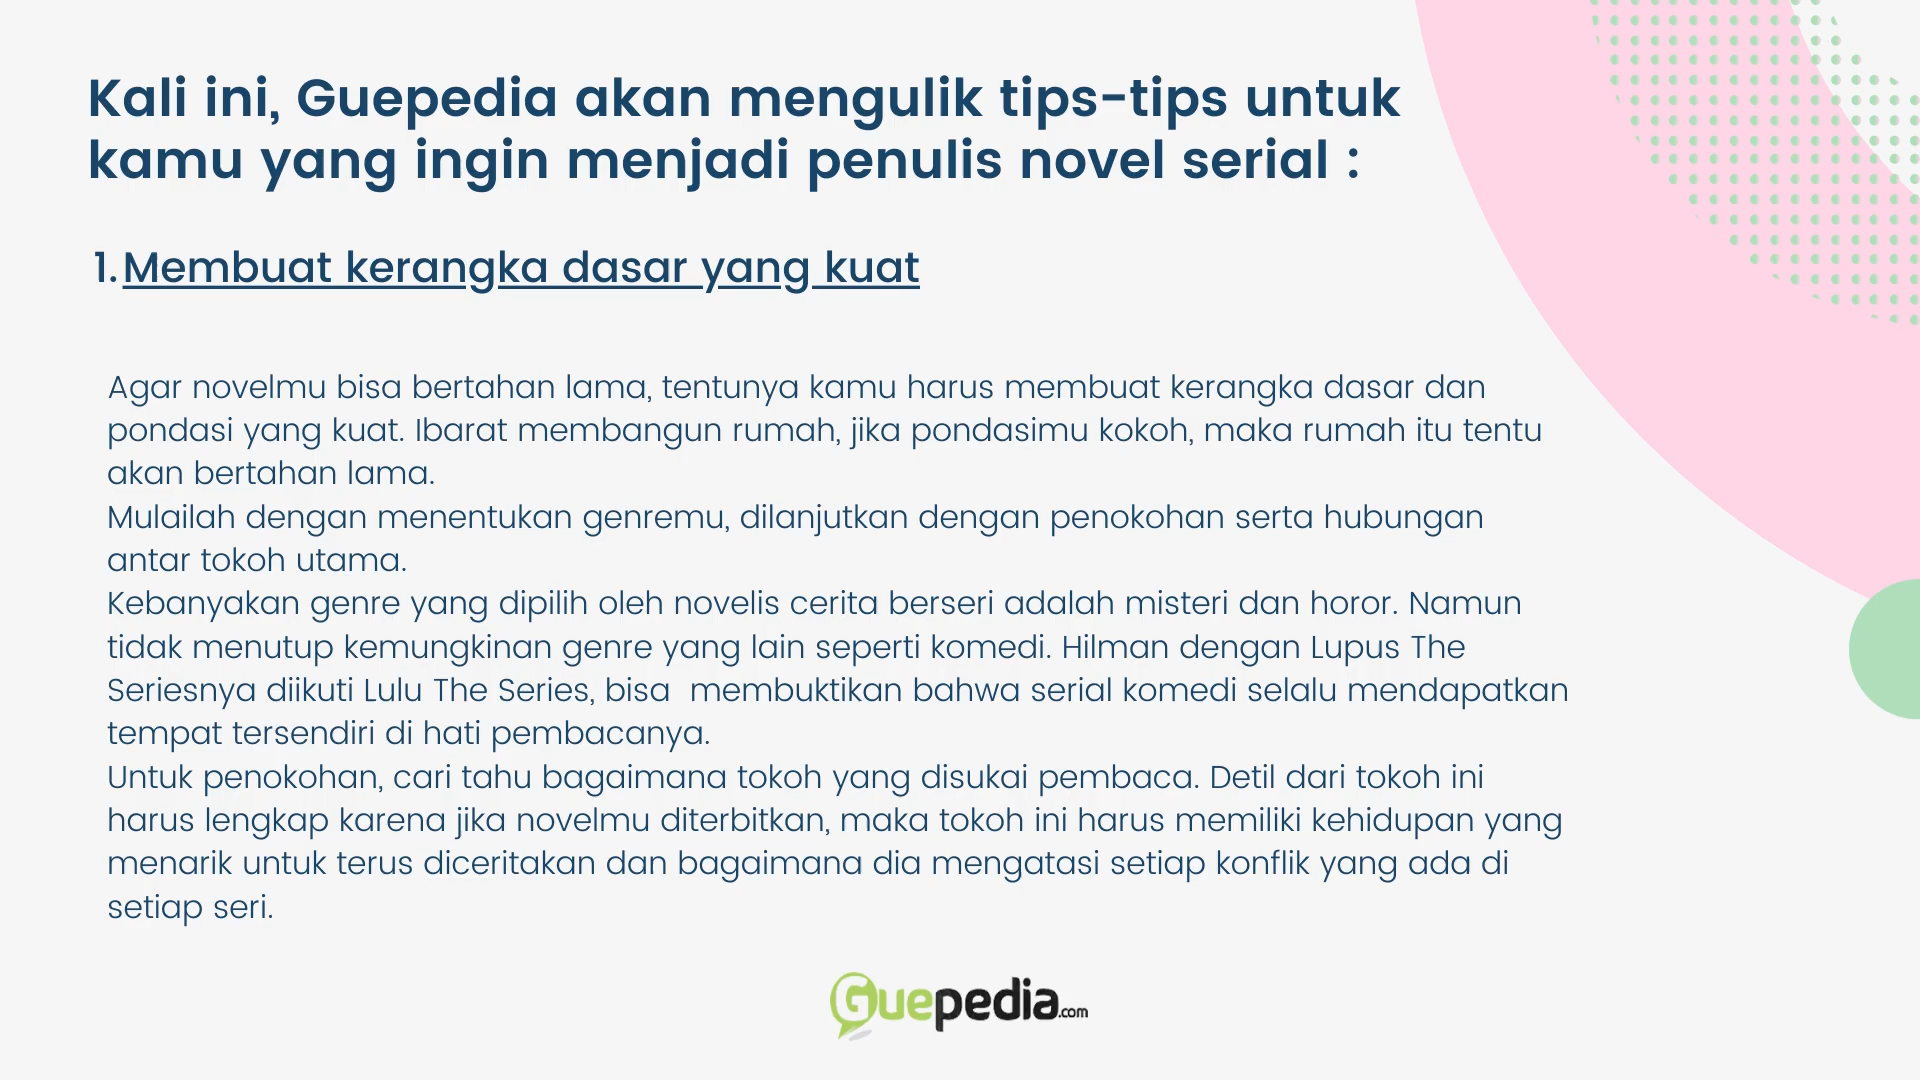 Kali ini, Guepedia akan mengulik tips-tips untuk
kamu yang ingin menjadi penulis novel serial :
1. Membuat kerangka dasar yang kuat
Agar novelmu bisa bertahan lama, tentunya kamu harus membuat kerangka dasar dan
pondasi yang kuat. Ibarat membangun rumah, jika pondasimu kokoh, maka rumah itu tentu
akan bertahan lama.
Mulailah dengan menentukan genremu, dilanjutkan dengan penokohan serta hubungan
antar tokoh utama.
Kebanyakan genre yang dipilih oleh novelis cerita berseri adalah misteri dan horor. Namun
tidak menutup kemungkinan genre yang lain seperti komedi. Hilman dengan Lupus The
Seriesnya diikuti Lulu The Series, bisa  membuktikan bahwa serial komedi selalu mendapatkan
tempat tersendiri di hati pembacanya.
Untuk penokohan, cari tahu bagaimana tokoh yang disukai pembaca. Detil dari tokoh ini
harus lengkap karena jika novelmu diterbitkan, maka tokoh ini harus memiliki kehidupan yang
menarik untuk terus diceritakan dan bagaimana dia mengatasi setiap konflik yang ada di
setiap seri.
Guepedia.com